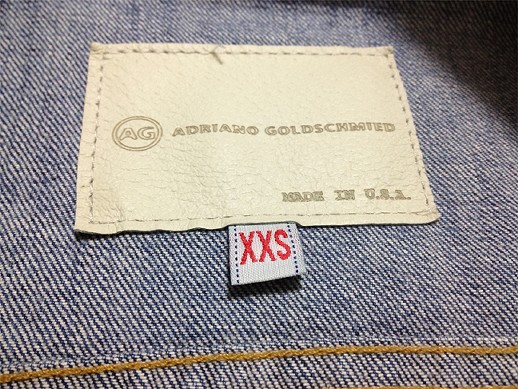 AG ADRIANO GOLDSCHMIED
MADE IN U.S.A.
XXS